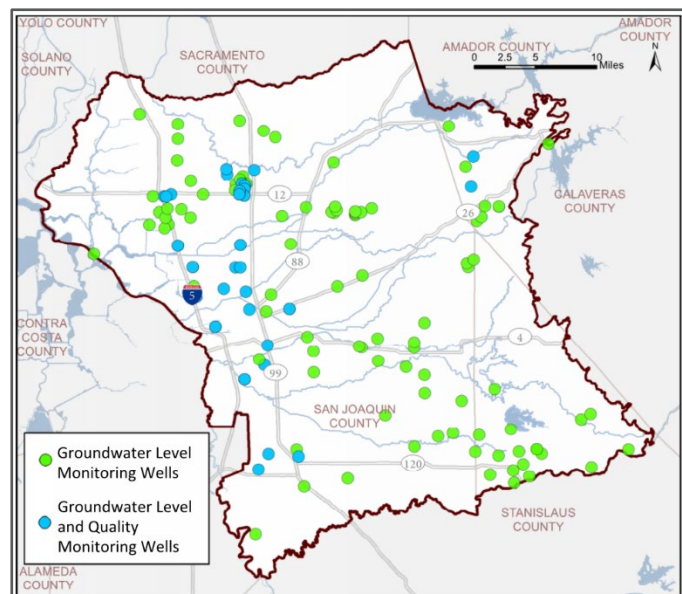 YOLO COUNTY
SOLANO
COUNTY
SACRAMENTO
COUNTY
AMADOR COUNTY
AMADOR
COUNTY
N
0 2.5 5 10
Miles
12
26
CALAVERAS
COUNTY
88
5
CONTRA
COSTA
COUNTY
4
99
SAN JOAQUIN
COUNTY
120
STANISLAUS
COUNTY
ALAMEDA
COUNTY
Groundwater Level
Monitoring Wells
Groundwater Level
and Quality
Monitoring Wells